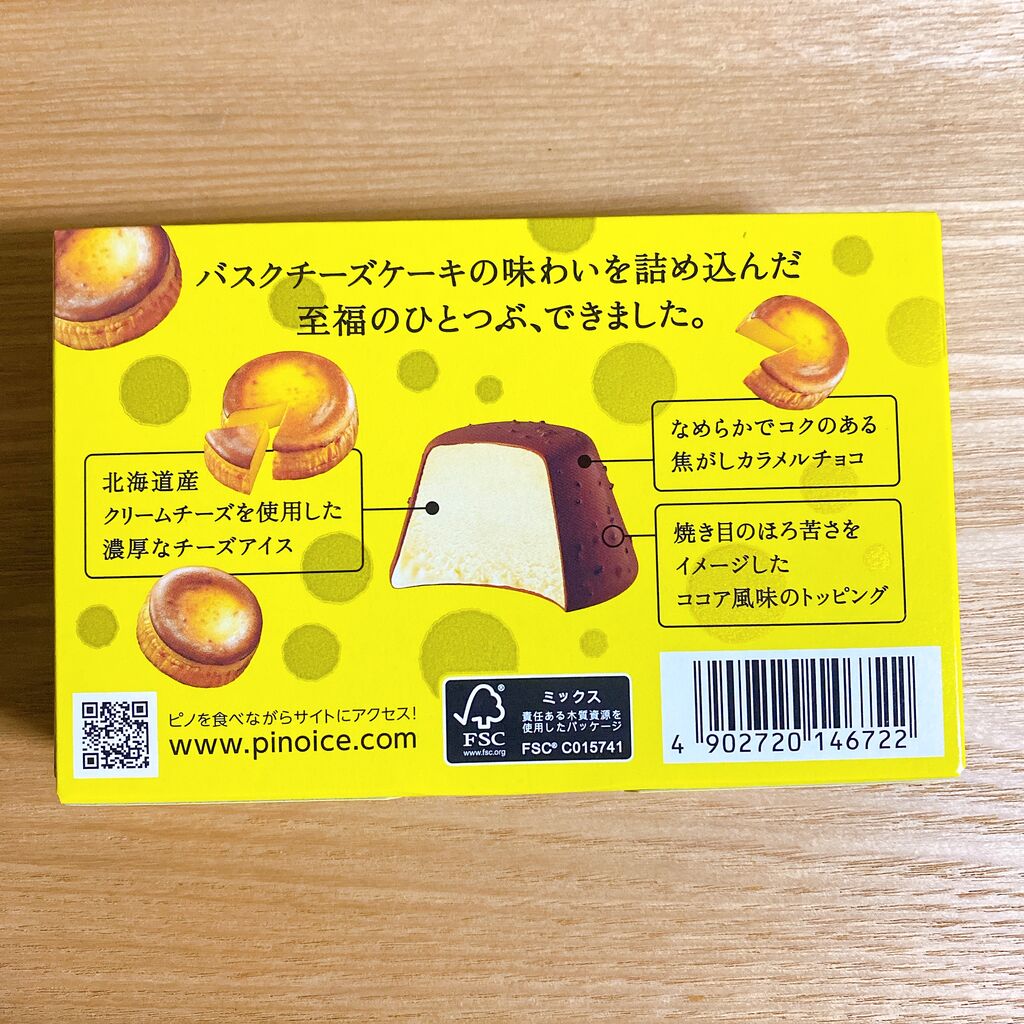 バスクチーズケーキの味わいを詰め込んだ
至福のひとつぶ、できました。
北海道産
クリームチーズを使用した
濃厚なチーズアイス
なめらかでコクのある
焦がしカラメルチョコ
焼き目のほろ苦さを
イメージした
ココア風味のトッピング
ピノを食べながらサイトにアクセス!
www.pinoice.com
FSC®
www.fsc.org
ミックス
責任ある木質資源を
使用したパッケージ
FSC® C015741
4 902720 146722